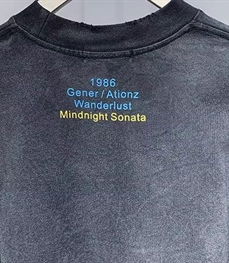 1986
Gener/Ationz
Wanderlust
Mindnight Sonata